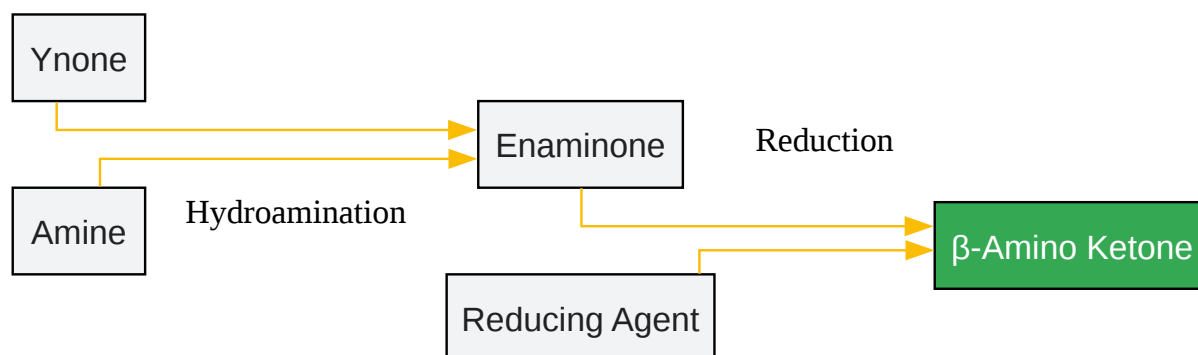 Ynone
Enaminone
Reduction
Amine
Hydroamination
β-Amino Ketone
Reducing Agent